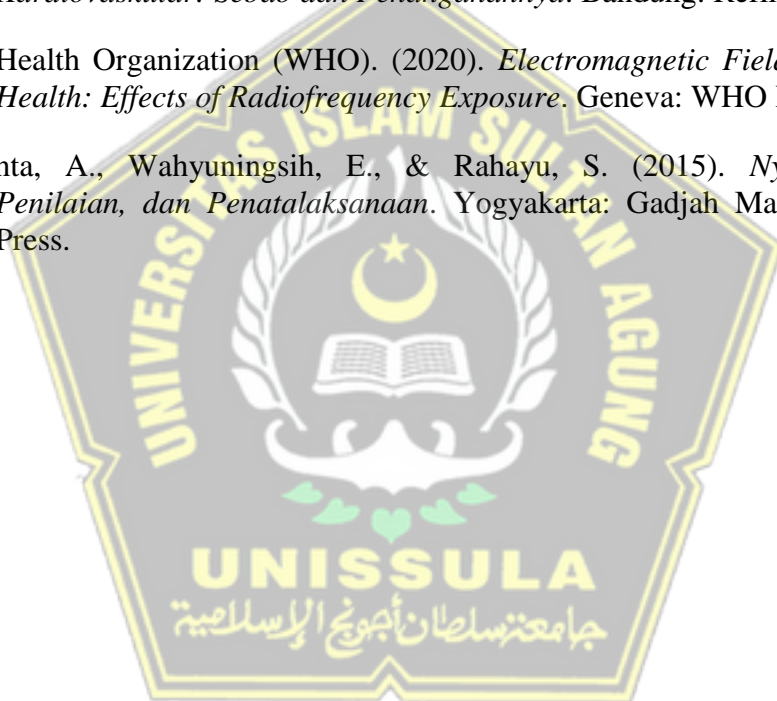 Kardiovaskular: Sebab dan Penanganannya. Bandung: Refik
Health Organization (WHO). (2020). Electromagnetic Field
Health: Effects of Radiofrequency Exposure. Geneva: WHO
nta, A., Wahyuningsih, E., & Rahayu, S. (2015). Ny
Penilaian, dan Penatalaksanaan. Yogyakarta: Gadjah Ma
Press.
UNIVERSITAS ISLAM SULTAN AGUNG
UNISSULA
جامعة سلطان أجونج الإسلامية